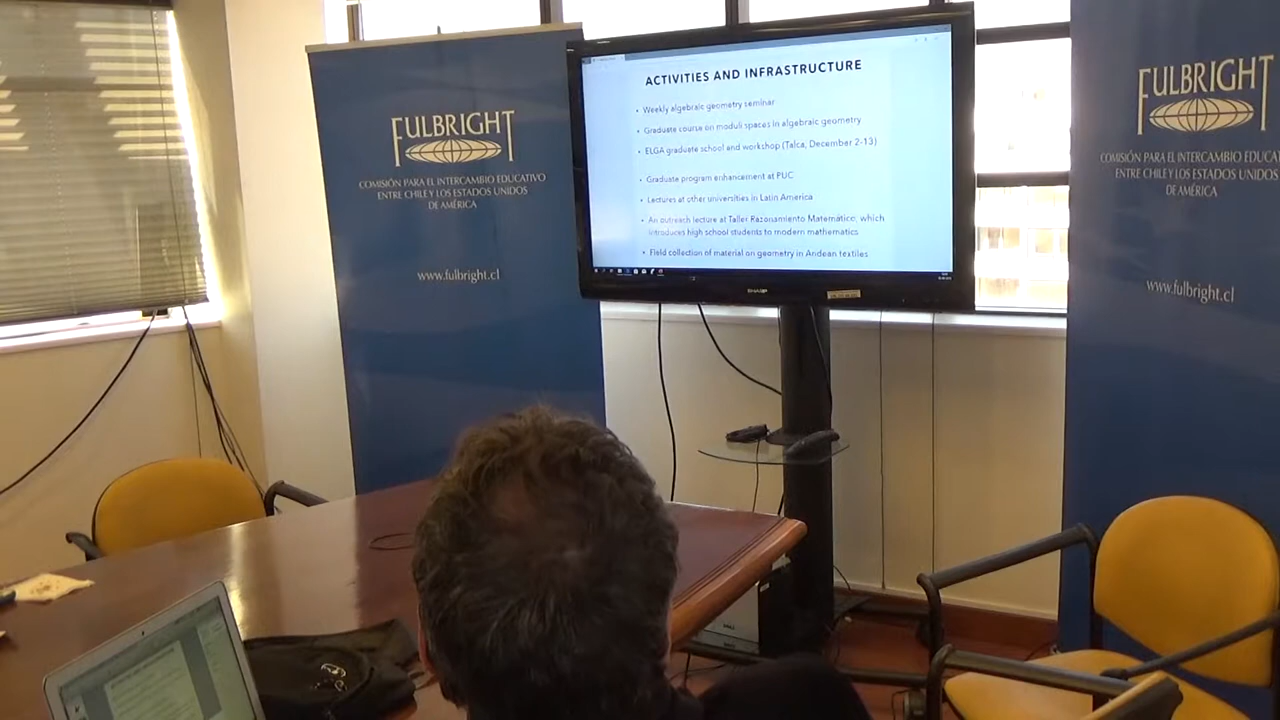 FULBRIGHT
COMISIÓN PARA EL INTERCAMBIO EDUCATIVO
ENTRE CHILE Y LOS ESTADOS UNIDOS
DE AMÉRICA
www.fulbright.cl
ACTIVITIES AND INFRASTRUCTURE
• Weekly algebraic geometry seminar
• Graduate course on moduli spaces in algebraic geometry
• ELGA graduate school and workshop (Talca, December 2-13)
• Graduate program enhancement at PUC
• Lectures at other universities in Latin America
• An outreach lecture at Taller Razonamiento Matemático, which
introduces high school students to modern mathematics
• Field collection of material on geometry in Andean textiles
SHARP
FULBRIGHT
COMISIÓN PARA EL INTERCAMBIO EDUCA
ENTRE CHILE Y LOS ESTADOS UNIDOS
DE AMÉRICA
www.fulbright.cl